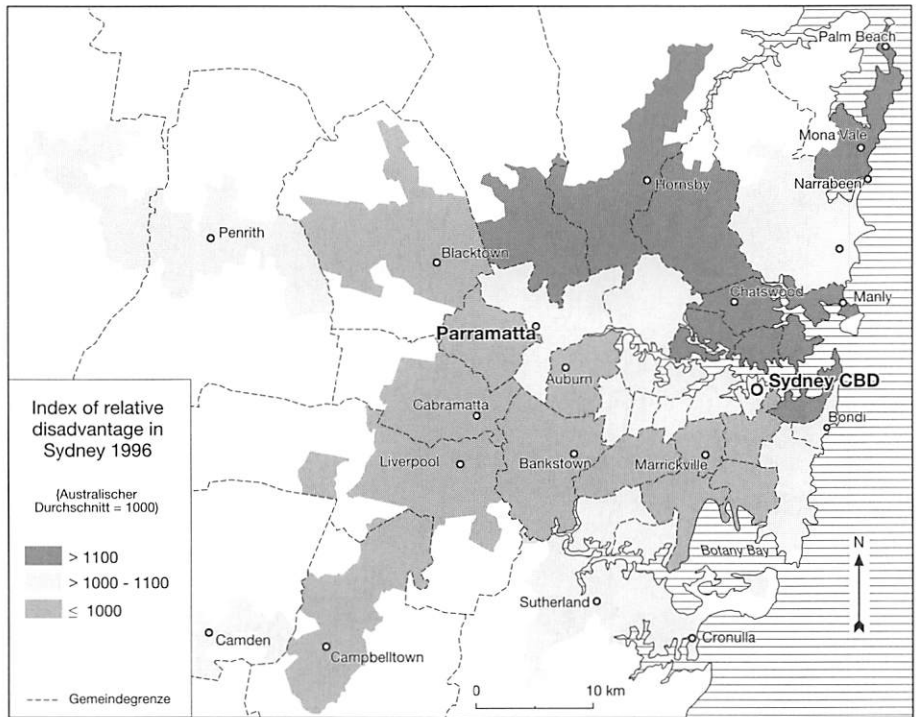 Palm Beach
Mona Vale
Narrabeen
Hornsby
Penrith
Blacktown
Chatswood
Manly
Parramatta
Auburn
Sydney CBD
Cabramatta
Bondi
Liverpool
Bankstown
Marrickville
Botany Bay
Sutherland
Camden
Campbelltown
Cronulla
N
0 10 km
Index of relative
disadvantage in
Sydney 1996
(Australischer
Durchschnitt = 1000)
> 1100
> 1000 - 1100
≤ 1000
Gemeindegrenze